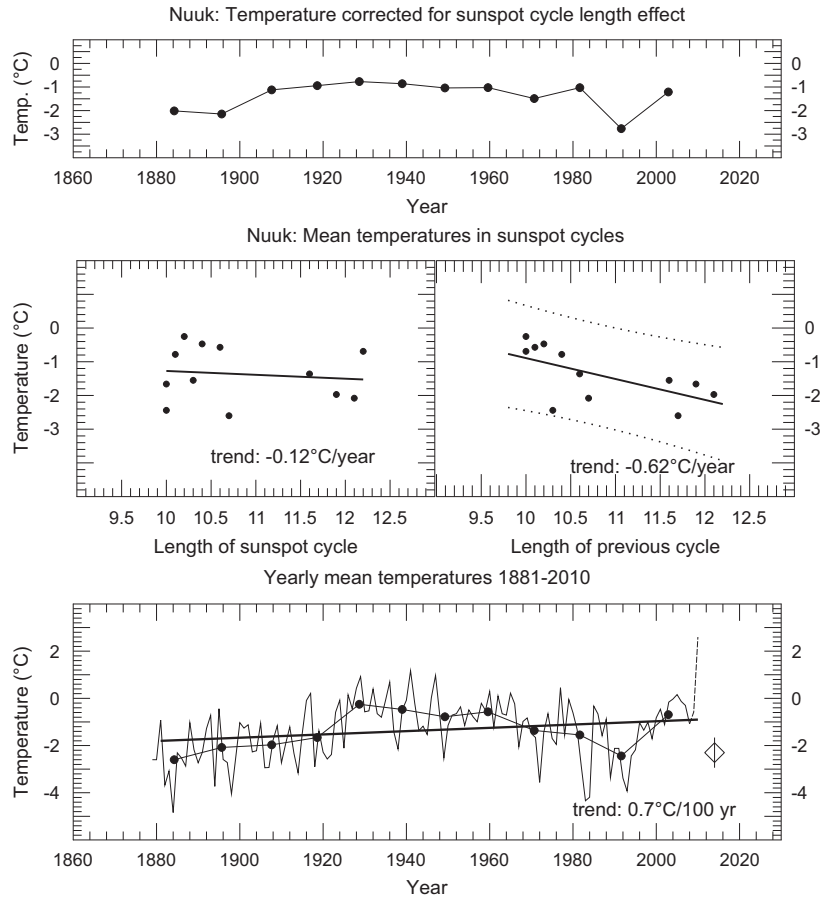 Nuuk: Temperature corrected for sunspot cycle length effect
Temp. (°C)
0 0
-1 -1
-2 -2
-3 -3
1860 1880 1900 1920 1940 1960 1980 2000 2020
Year
Nuuk: Mean temperatures in sunspot cycles
Temperature (°C)
0 0
-1 -1
-2 -2
-3 -3
trend: -0.12°C/year trend: -0.62°C/year
9.5 10 10.5 11 11.5 12 12.5 9.5 10 10.5 11 11.5 12 12.5
Length of sunspot cycle Length of previous cycle
Yearly mean temperatures 1881-2010
Temperature (°C)
2 2
0 0
-2 -2
-4 -4
trend: 0.7°C/100 yr
1860 1880 1900 1920 1940 1960 1980 2000 2020
Year